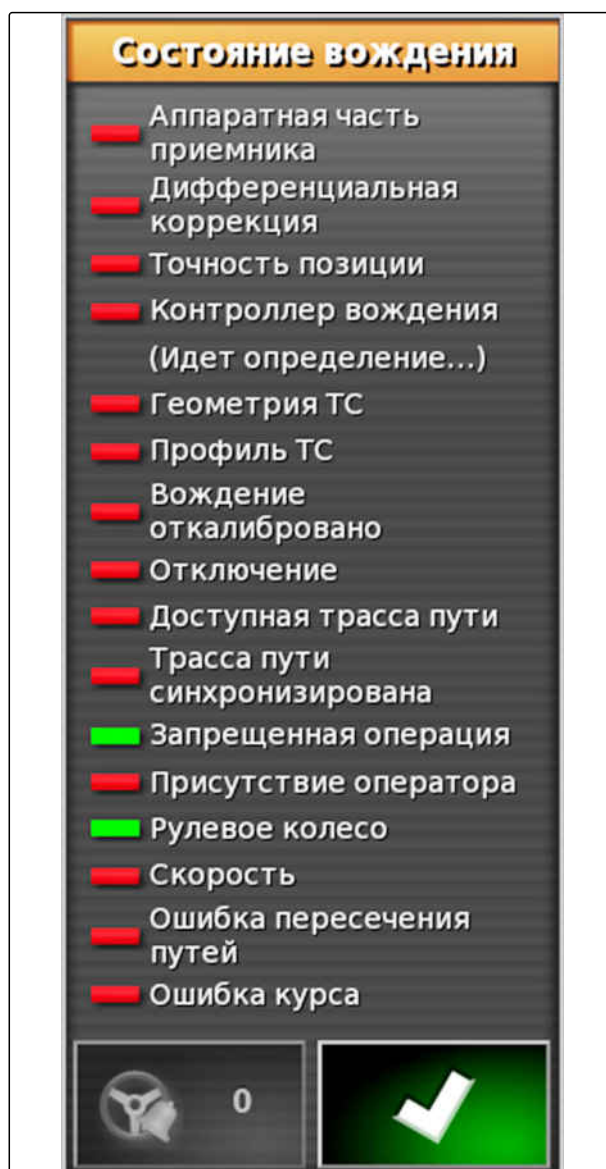 Состояние вождения
Аппаратная часть
приемника
Дифференциальная
коррекция
Точность позиции
Контроллер вождения
(Идет определение...)
Геометрия ТС
Профиль ТС
Вождение
откалибровано
Отключение
Доступная трасса пути
Трасса пути
синхронизирована
Запрещенная операция
Присутствие оператора
Рулевое колесо
Скорость
Ошибка пересечения
путей
Ошибка курса
0